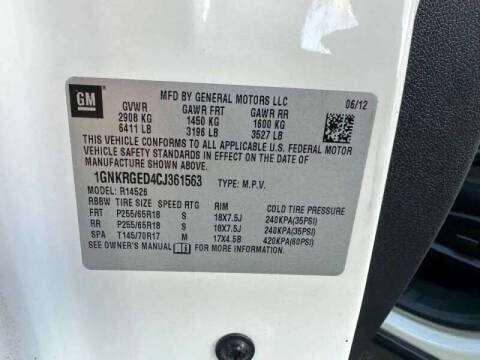 GM
MFD BY GENERAL MOTORS LLC
06/12
GVWR GAWR FRT GAWR RR
2908 KG 1450 KG 1600 KG
6411 LB 3196 LB 3527 LB
THIS VEHICLE CONFORMS TO ALL APPLICABLE U.S. FEDERAL MOTOR
VEHICLE SAFETY STANDARDS IN EFFECT ON THE DATE OF
MANUFACTURE SHOWN ABOVE.
1GNKRGED4CJ361563 TYPE: M.P.V.
MODEL: R14526
RBBW TIRE SIZE SPEED RTG RIM COLD TIRE PRESSURE
FRT P255/65R18 S 18X7.5J 240KPA(35PSI)
RR P255/65R18 S 18X7.5J 240KPA(35PSI)
SPA T145/70R17 M 17X4.5B 420KPA(60PSI)
SEE OWNER'S MANUAL FOR MORE INFORMATION.